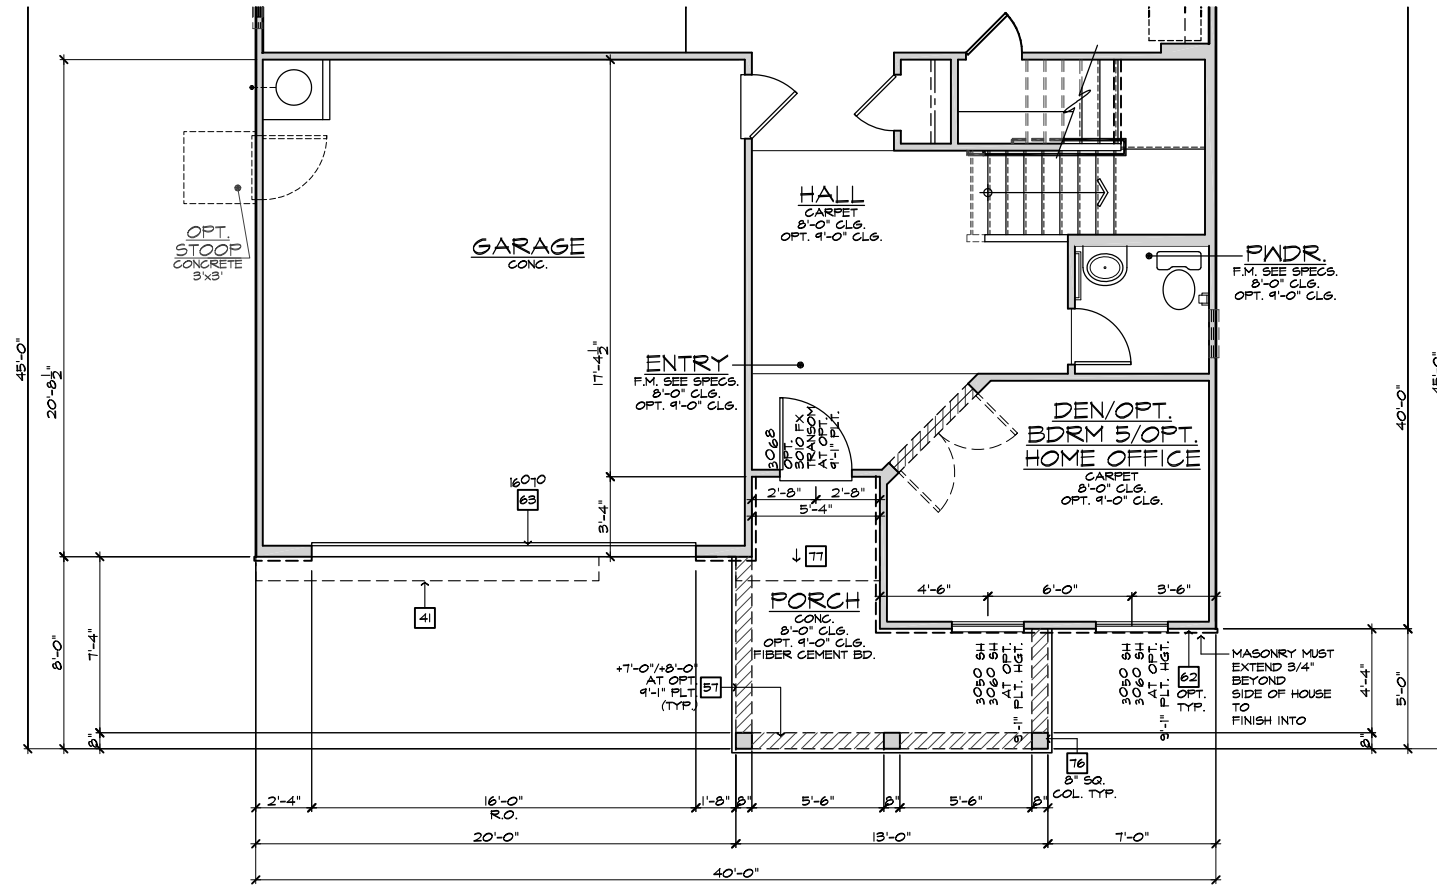 HALL
CARPET
8'-0" CLG.
OPT. 9'-0" CLG.
OPT.
STOOP
CONCRETE
3'x3'
GARAGE
CONC.
PWDR.
F.M. SEE SPECS.
8'-0" CLG.
OPT. 9'-0" CLG.
45'-0"
20'-8 1/2"
17'-4 1/2"
ENTRY
F.M. SEE SPECS.
8'-0" CLG.
OPT. 9'-0" CLG.
40'-0"
45'-0"
3068
OPT.
3010 FX
TRANSOM
AT OPT.
9'-1" PLT.
DEN/OPT.
BDRM 5/OPT.
HOME OFFICE
CARPET
8'-0" CLG.
OPT. 9'-0" CLG.
16070
63
3'-4"
2'-8" 2'-8"
5'-4"
77
41
4'-6" 6'-0" 3'-6"
PORCH
CONC.
8'-0" CLG.
OPT. 9'-0" CLG.
FIBER CEMENT BD.
8'-0"
7'-4"
8"
+7'-0"/+8'-0"
AT OPT.
9'-1" PLT.
(TYP.)
57
3050 SH
3060 SH
AT OPT.
9'-1" PLT. HGT.
3050 SH
3060 SH
AT OPT.
9'-1" PLT. HGT.
62
OPT.
TYP.
MASONRY MUST
EXTEND 3/4"
BEYOND
SIDE OF HOUSE
TO
FINISH INTO
4'-4"
5'-0"
8"
76
8" SQ.
COL. TYP.
2'-4" 16'-0" 1'-8" 8" 5'-6" 8" 5'-6" 8"
R.O.
20'-0" 13'-0" 7'-0"
40'-0"